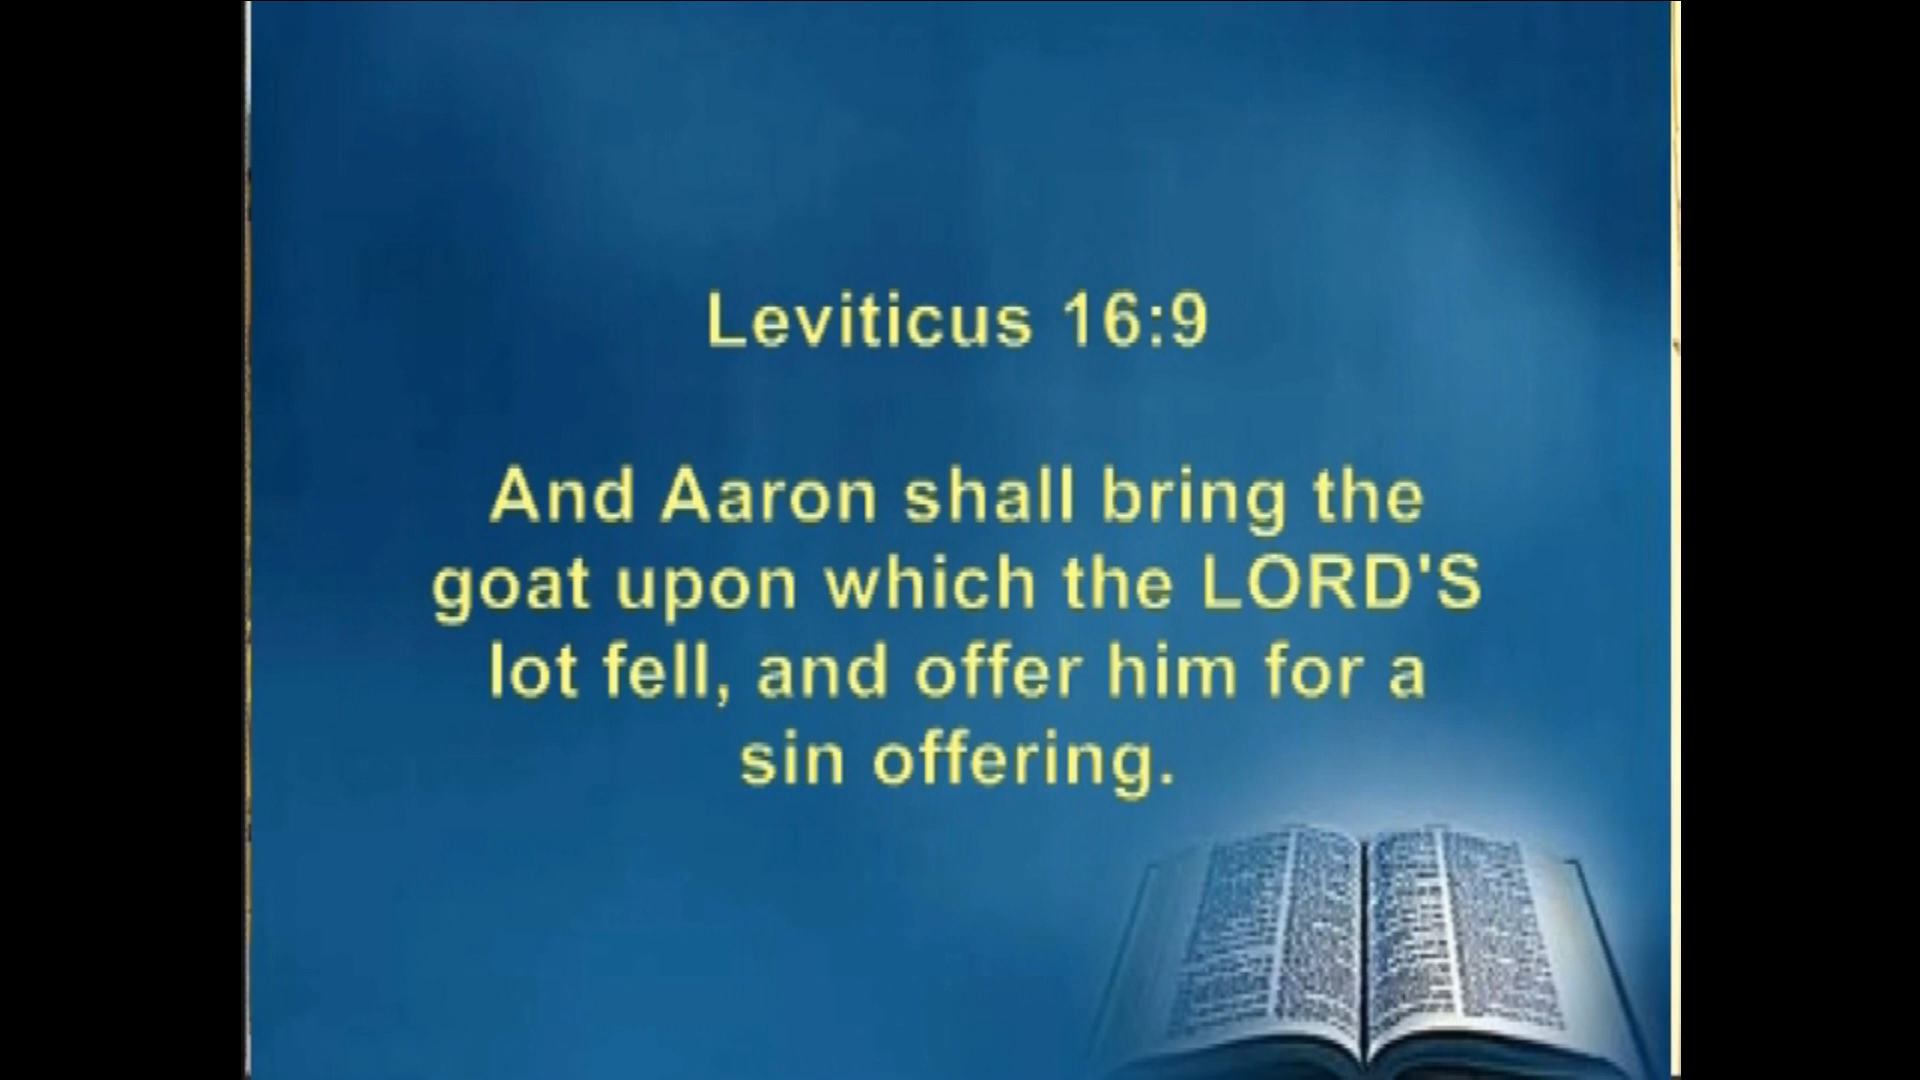 Leviticus 16:9
And Aaron shall bring the
goat upon which the LORD'S
lot fell, and offer him for a
sin offering.